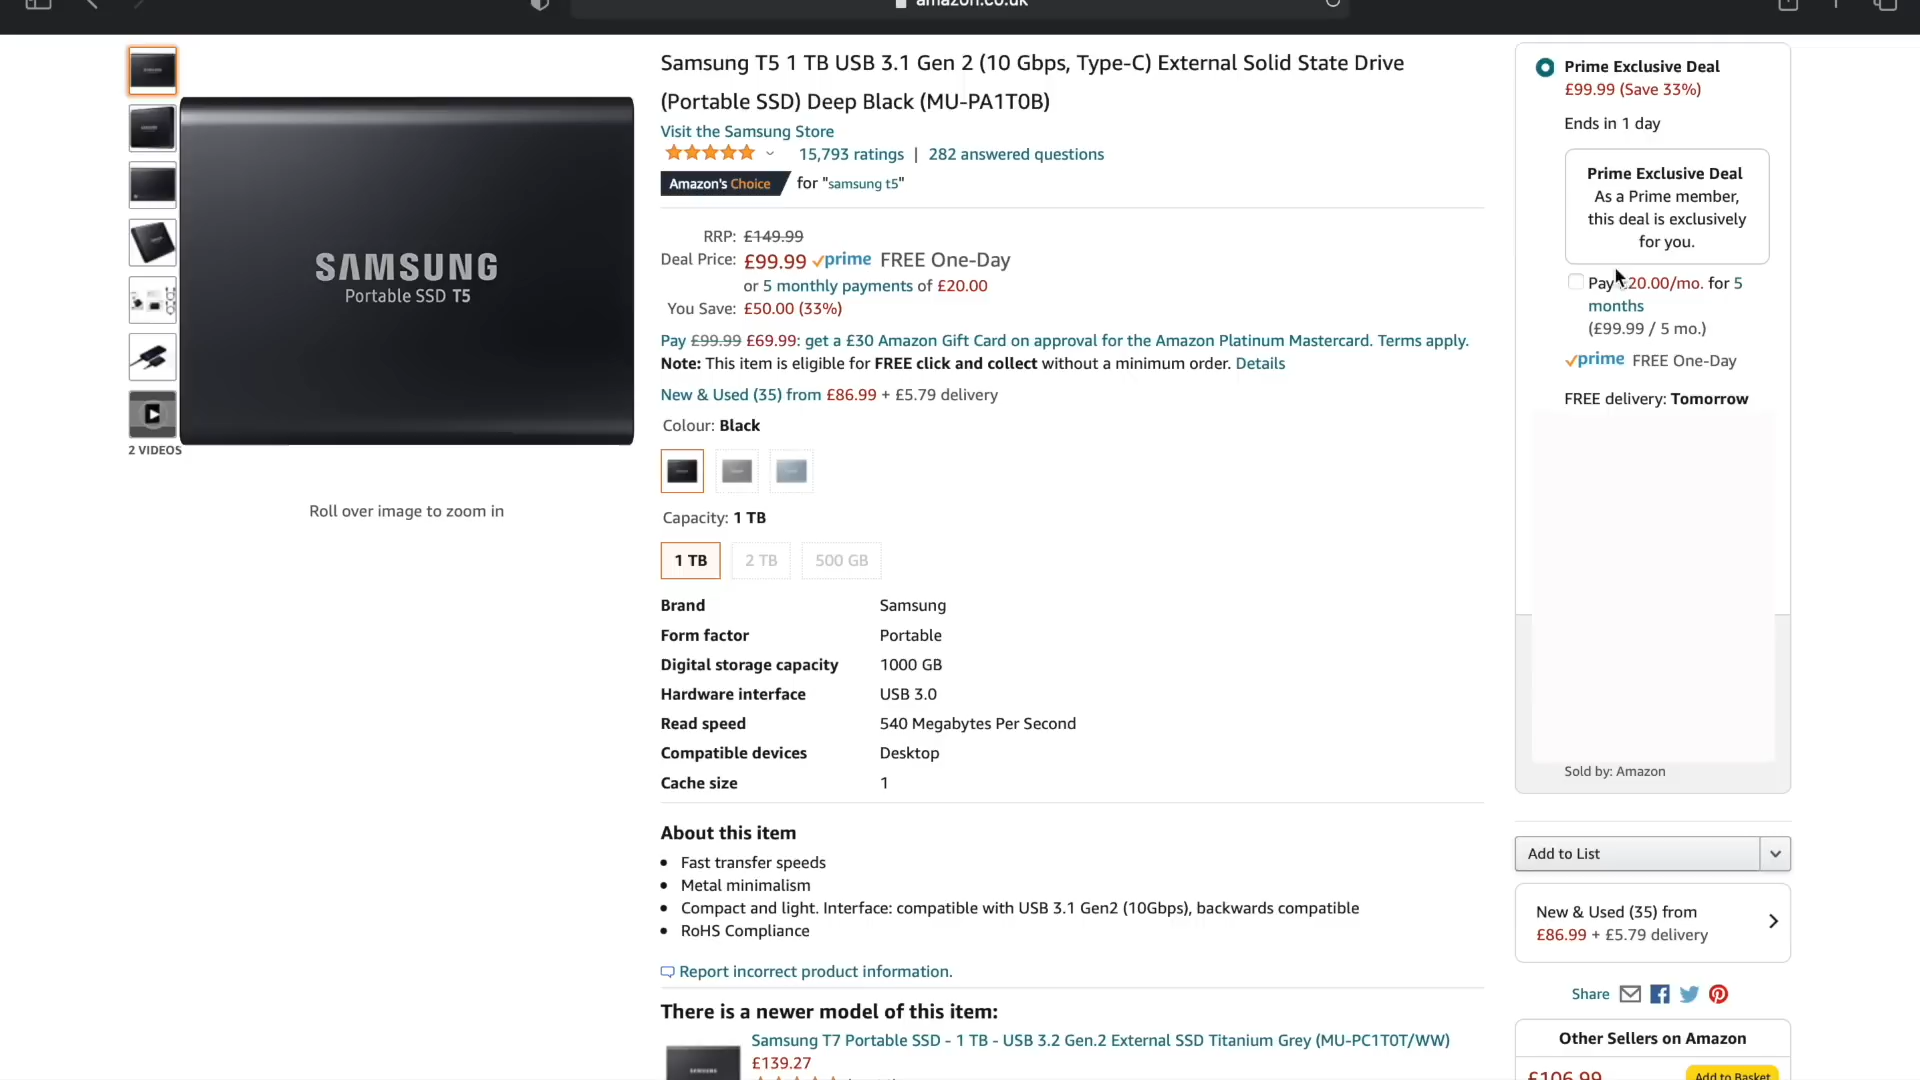 amazon.co.uk
Samsung T5 1 TB USB 3.1 Gen 2 (10 Gbps, Type-C) External Solid State Drive
(Portable SSD) Deep Black (MU-PA1T0B)
Visit the Samsung Store
15,793 ratings | 282 answered questions
Amazon's Choice for "samsung t5"
SAMSUNG
Portable SSD T5
2 VIDEOS
Roll over image to zoom in
RRP: £149.99
Deal Price: £99.99 prime FREE One-Day
or 5 monthly payments of £20.00
You Save: £50.00 (33%)
Pay £99.99 £69.99: get a £30 Amazon Gift Card on approval for the Amazon Platinum Mastercard. Terms apply.
Note: This item is eligible for FREE click and collect without a minimum order. Details
New & Used (35) from £86.99 + £5.79 delivery
Colour: Black
Capacity: 1 TB
1 TB 2 TB 500 GB
Brand Samsung
Form factor Portable
Digital storage capacity 1000 GB
Hardware interface USB 3.0
Read speed 540 Megabytes Per Second
Compatible devices Desktop
Cache size 1
About this item
• Fast transfer speeds
• Metal minimalism
• Compact and light. Interface: compatible with USB 3.1 Gen2 (10Gbps), backwards compatible
• RoHS Compliance
Report incorrect product information.
There is a newer model of this item:
Samsung T7 Portable SSD - 1 TB - USB 3.2 Gen.2 External SSD Titanium Grey (MU-PC1T0T/WW)
£139.27
Prime Exclusive Deal
£99.99 (Save 33%)
Ends in 1 day
Prime Exclusive Deal
As a Prime member,
this deal is exclusively
for you.
Pay £20.00/mo. for 5
months
(£99.99 / 5 mo.)
prime FREE One-Day
FREE delivery: Tomorrow
Sold by: Amazon
Add to List
New & Used (35) from
£86.99 + £5.79 delivery
Share
Other Sellers on Amazon
£106.99
Add to Basket